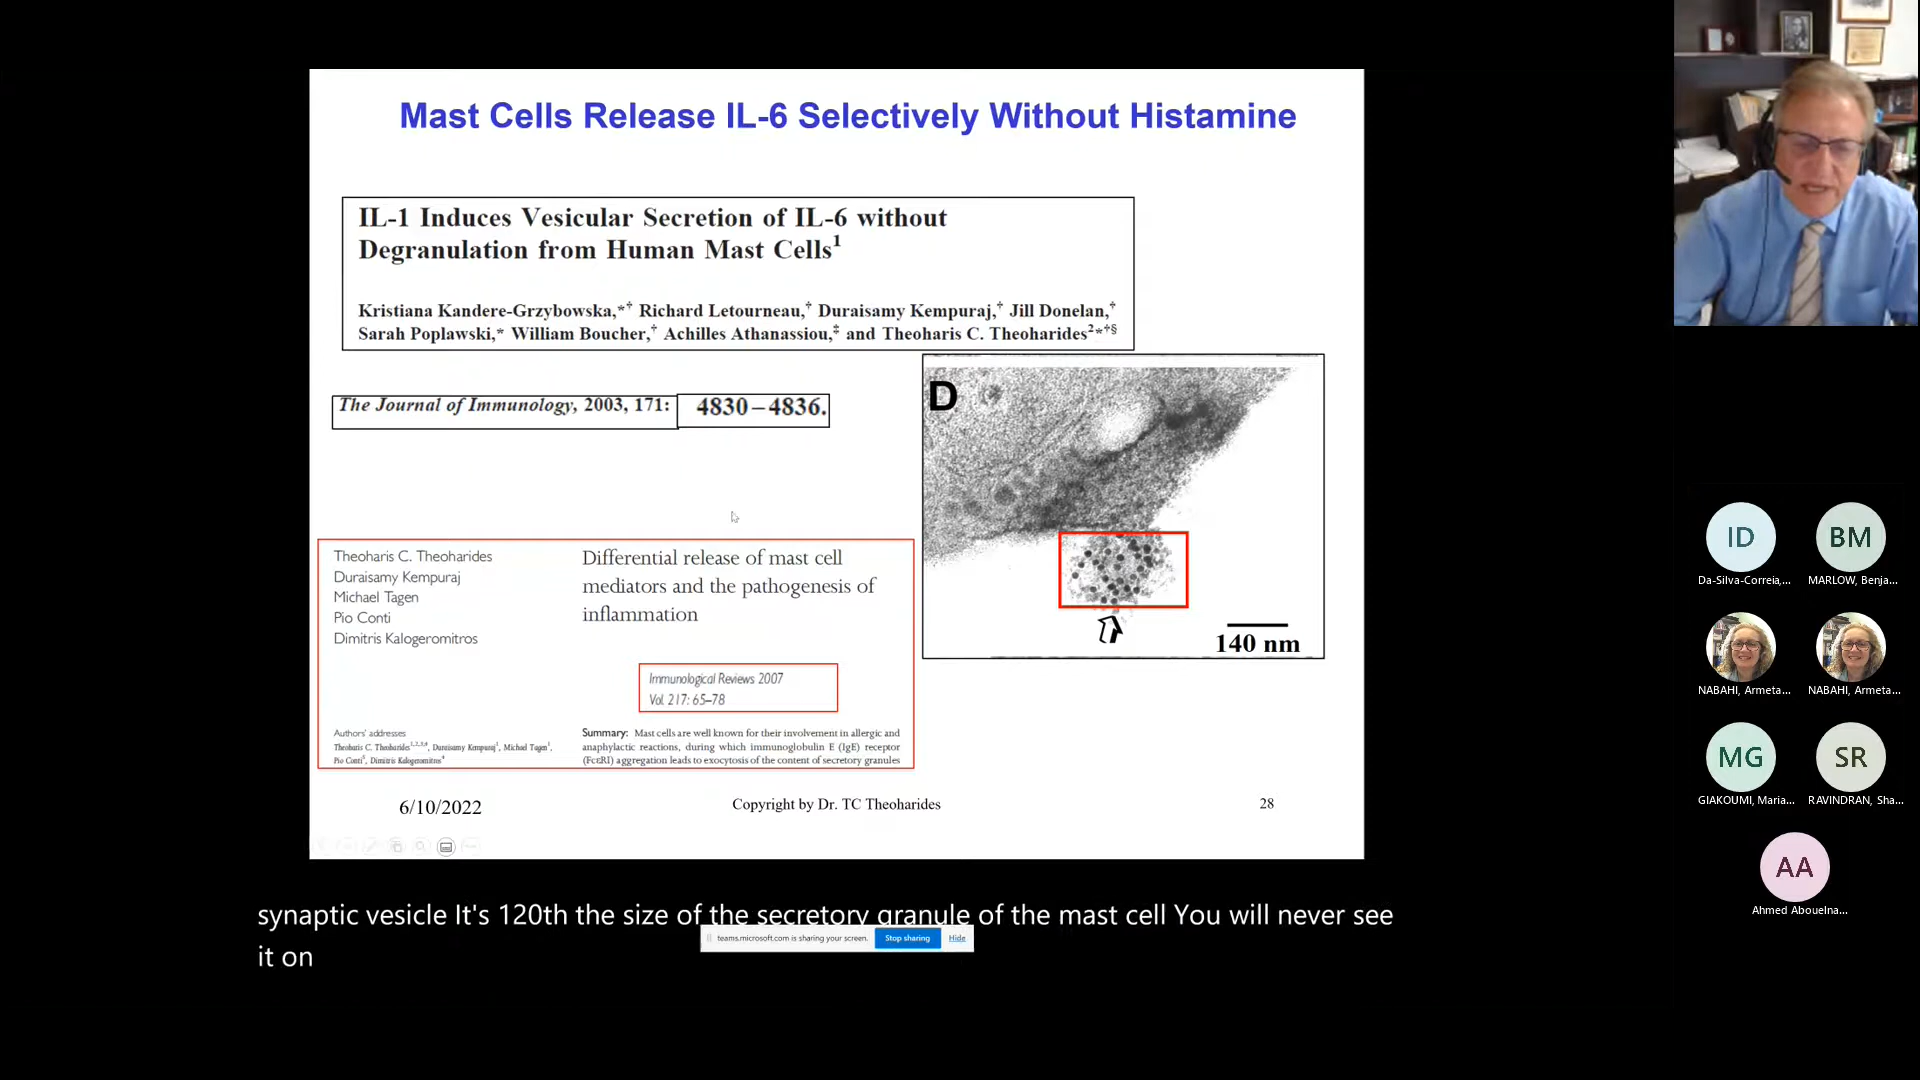 Mast Cells Release IL-6 Selectively Without Histamine
IL-1 Induces Vesicular Secretion of IL-6 without
Degranulation from Human Mast Cells¹
Kristiana Kandere-Grzybowska,*† Richard Letourneau,† Duraisamy Kempuraj,† Jill Donelan,†
Sarah Poplawski,* William Boucher,† Achilles Athanassiou,‡ and Theoharis C. Theoharides²*†§
The Journal of Immunology, 2003, 171: 4830–4836.
D
140 nm
Theoharis C. Theoharides
Duraisamy Kempuraj
Michael Tagen
Pio Conti
Dimitris Kalogeromitros
Differential release of mast cell
mediators and the pathogenesis of
inflammation
Immunological Reviews 2007
Vol. 217: 65–78
Authors' addresses
Theoharis C. Theoharides, Duraisamy Kempuraj, Michael Tagen,
Pio Conti, Dimitris Kalogeromitros
Summary: Mast cells are well known for their involvement in allergic and
anaphylactic reactions, during which immunoglobulin E (IgE) receptor
(FcεRI) aggregation leads to exocytosis of the content of secretory granules
6/10/2022
Copyright by Dr. TC Theoharides
28
synaptic vesicle It's 120th the size of the secretory granule of the mast cell You will never see
it on
teams.microsoft.com is sharing your screen. Stop sharing Hide
ID
Da-Silva-Correia,...
BM
MARLOW, Benja...
NABAHI, Armeta...
NABAHI, Armeta...
MG
GIAKOUMI, Maria...
SR
RAVINDRAN, Sha...
AA
Ahmed Abouelna...